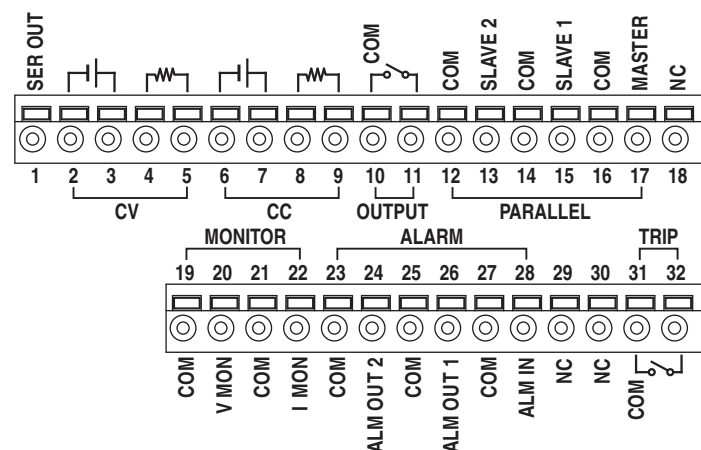 SER OUT
COM
COM
SLAVE 2
COM
SLAVE 1
COM
MASTER
NC
1 2 3 4 5 6 7 8 9 10 11 12 13 14 15 16 17 18
CV CC OUTPUT PARALLEL
MONITOR ALARM TRIP
19 20 21 22 23 24 25 26 27 28 29 30 31 32
COM
V MON
COM
I MON
COM
ALM OUT 2
COM
ALM OUT 1
COM
ALM IN
NC
NC
COM